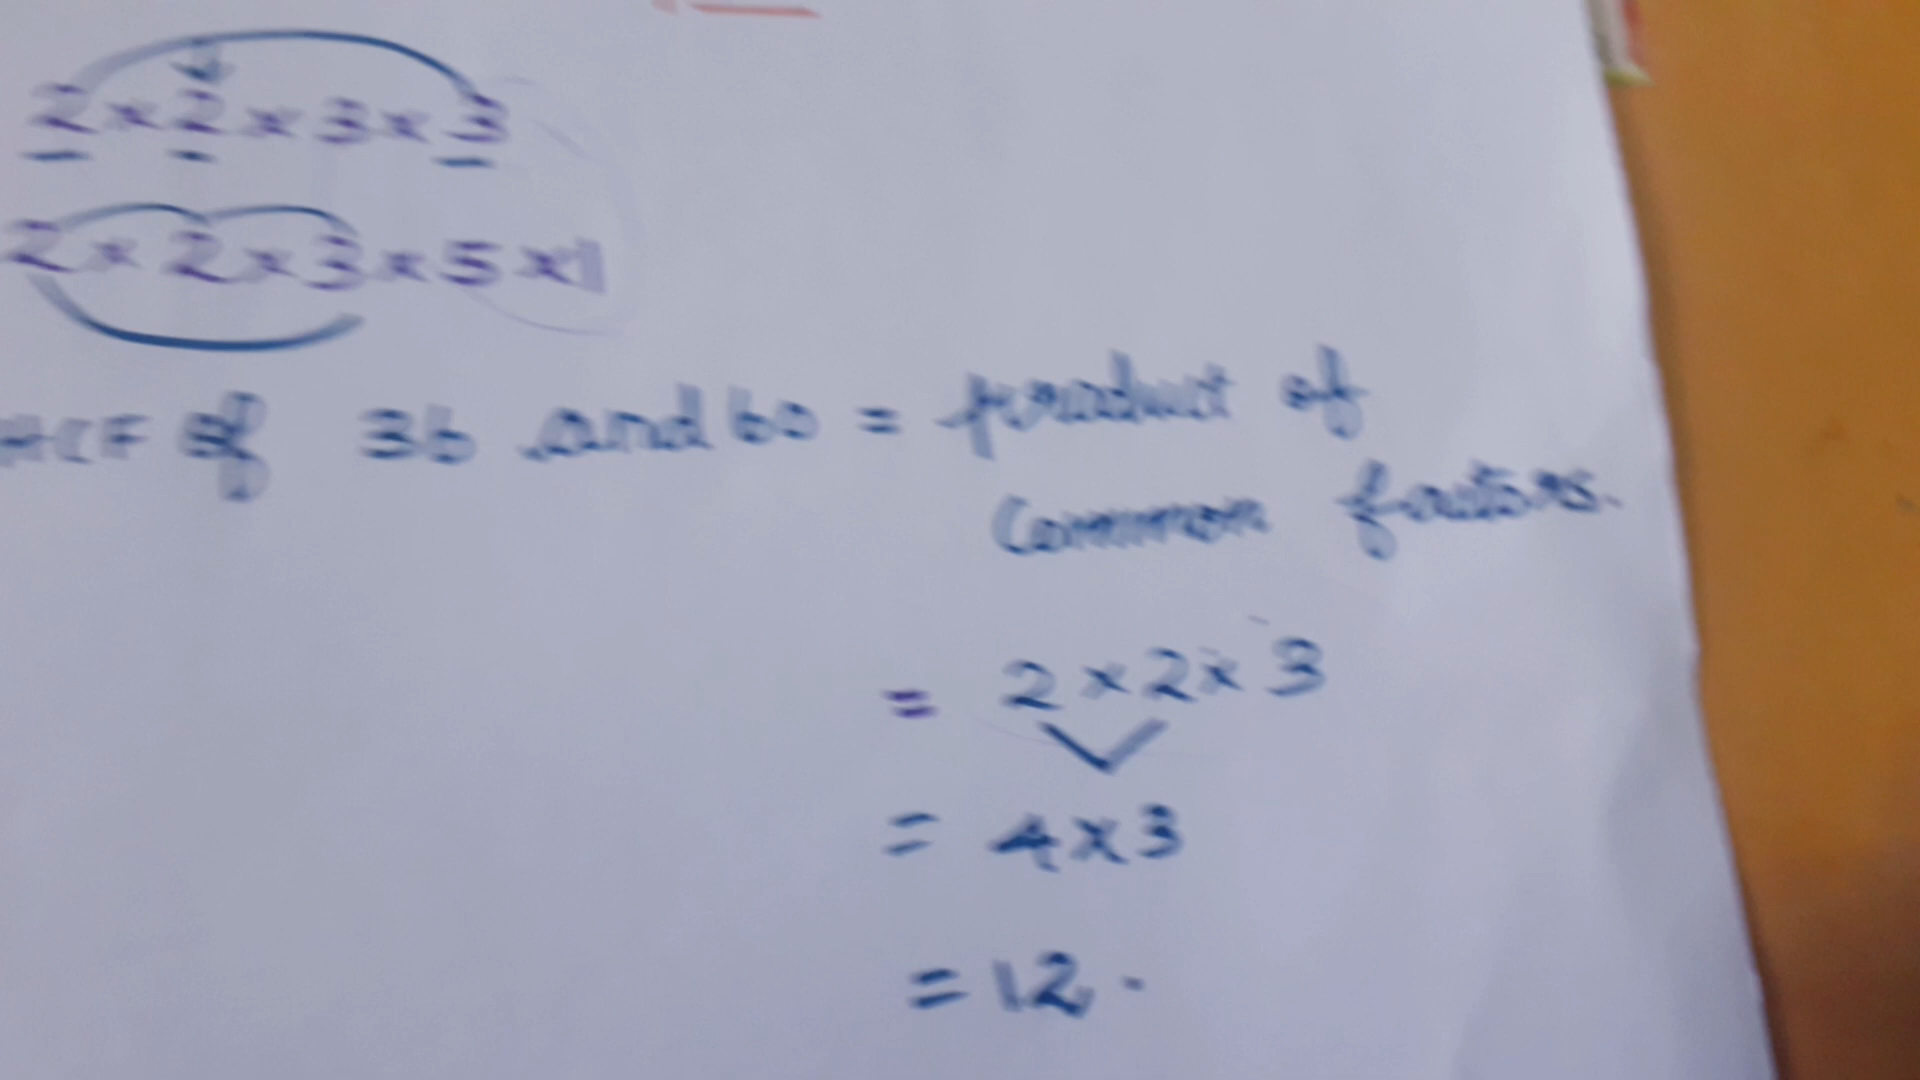 2 × 2 × 3 × 3
2 × 2 × 3 × 5 × 1
HCF of 36 and 60 = product of
Common factors.
= 2 × 2 × 3
= 4 × 3
= 12.